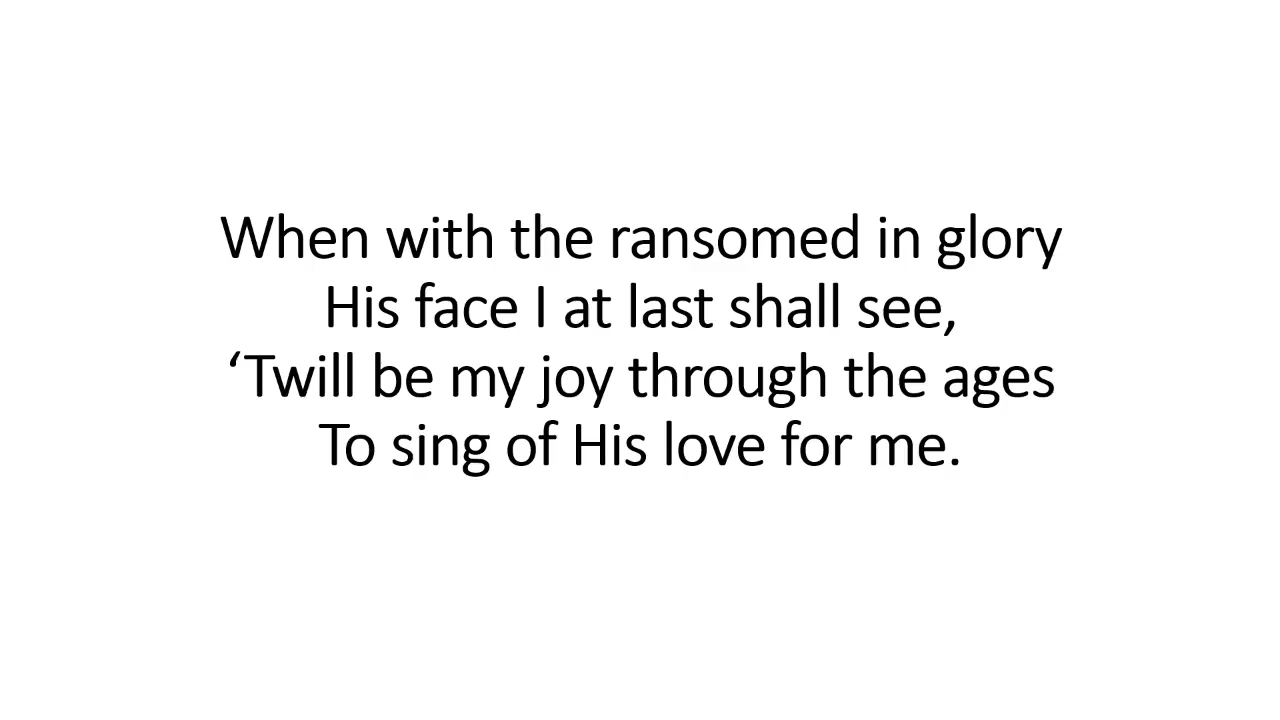 When with the ransomed in glory
His face I at last shall see,
‘Twill be my joy through the ages
To sing of His love for me.